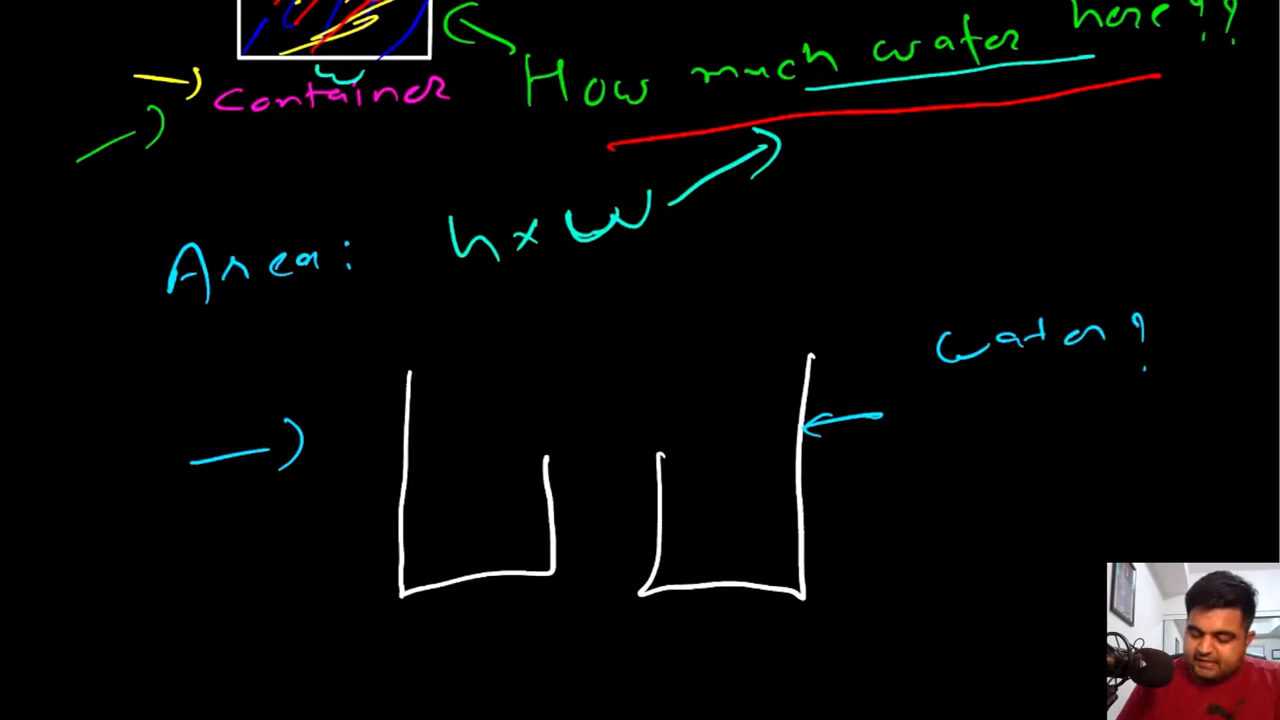 How much water here??
w
Container
Area: h x w
water?